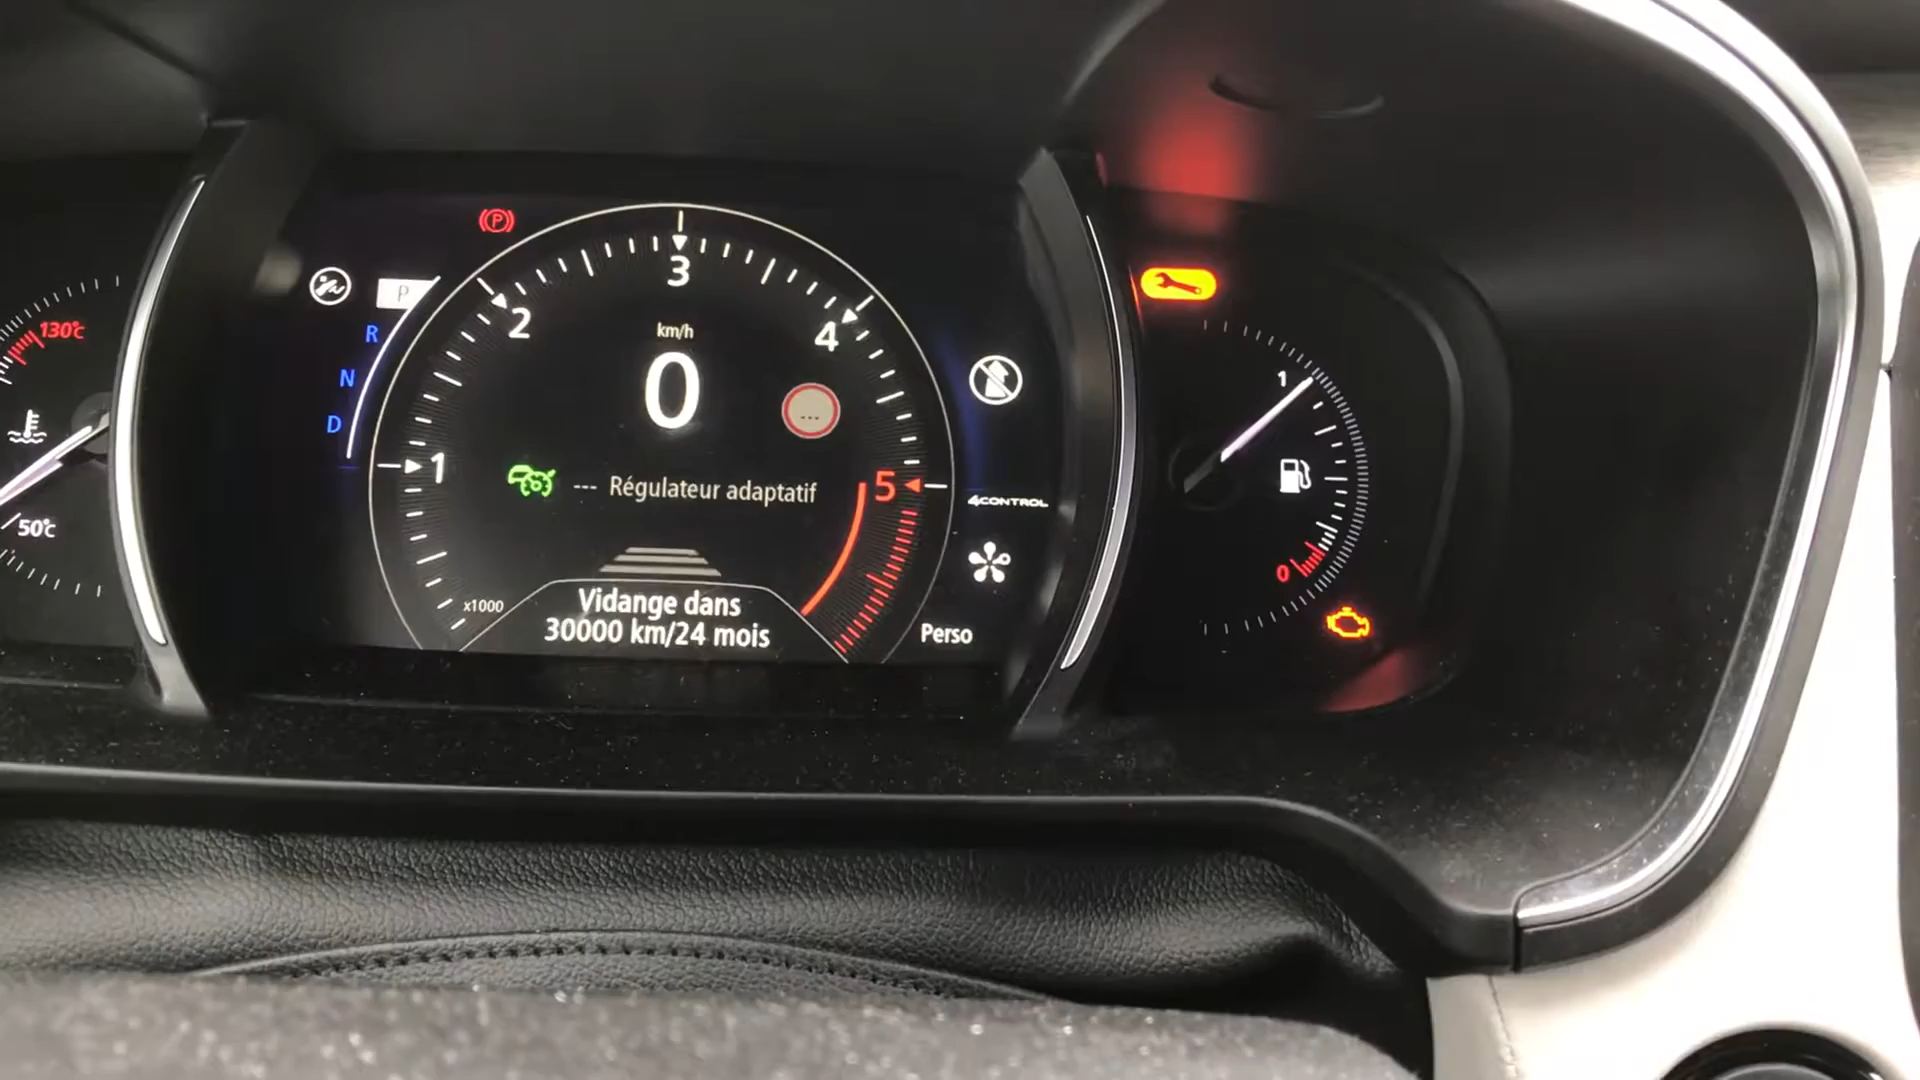 130℃
50℃
P
R
N
D
1
2
3
4
5
x1000
km/h
0
...
--- Régulateur adaptatif
Vidange dans
30000 km/24 mois
4CONTROL
Perso
1
0